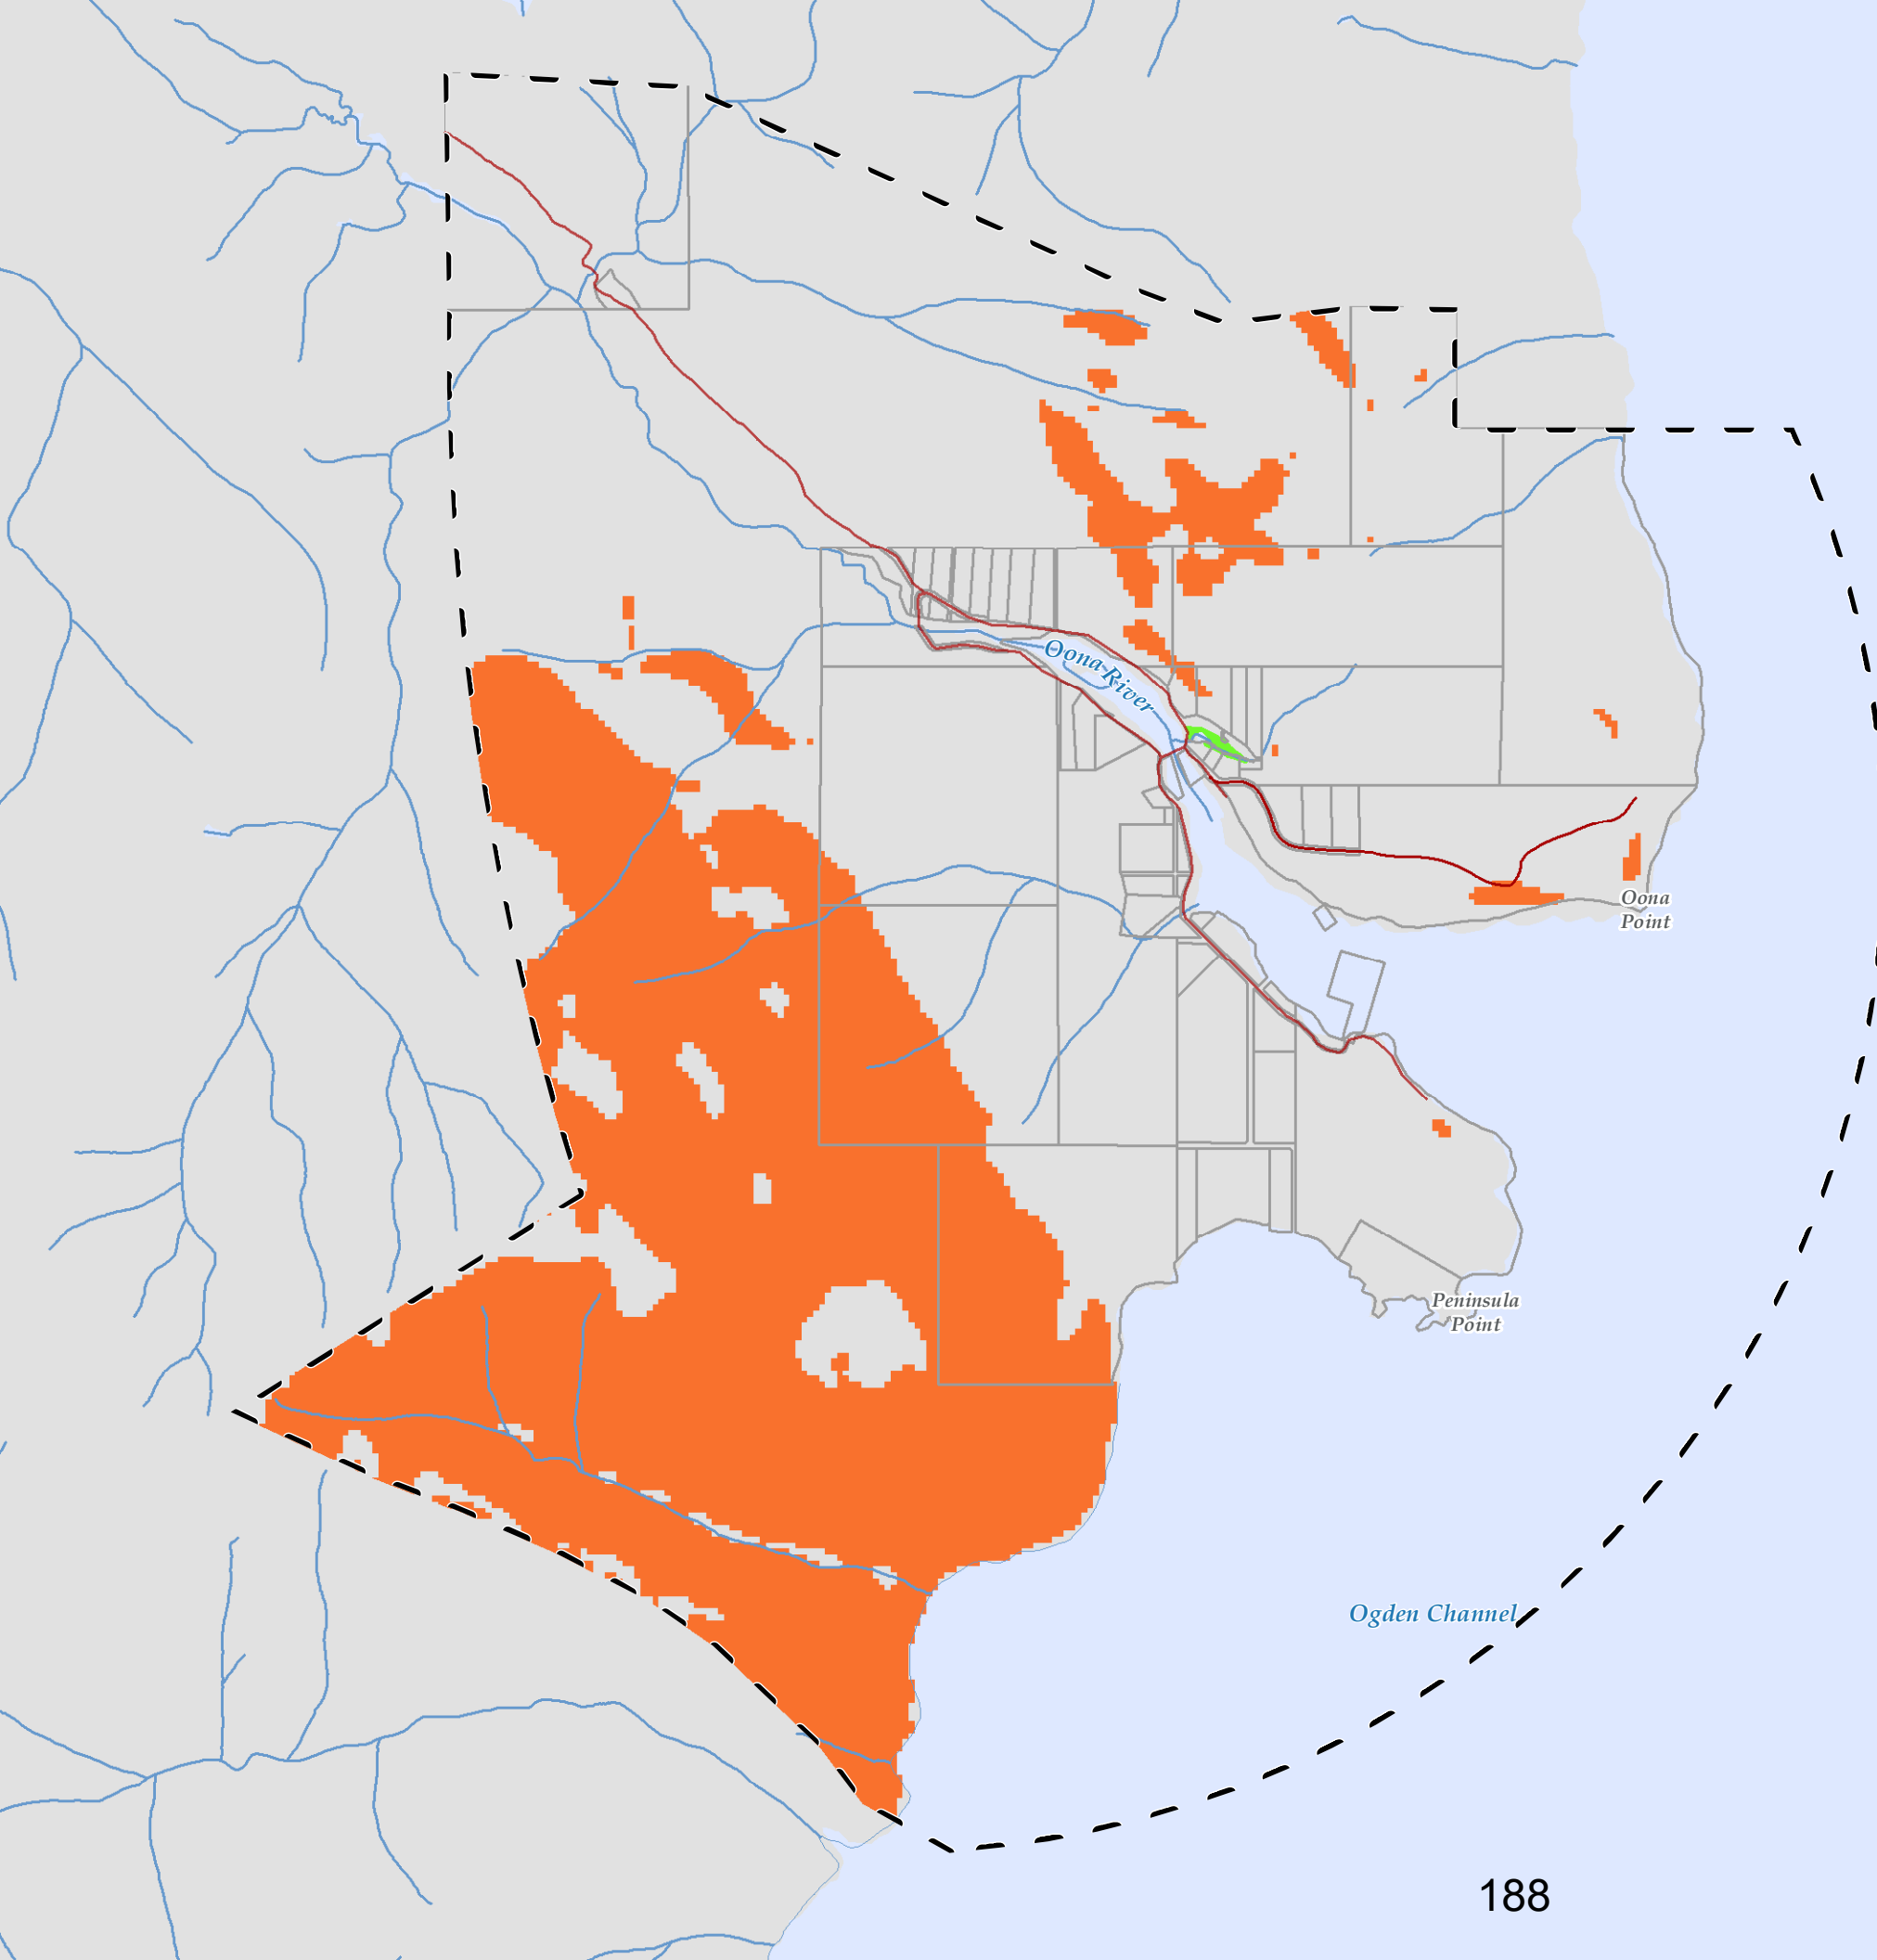 Oona River
Oona
Point
Peninsula
Point
Ogden Channel
188